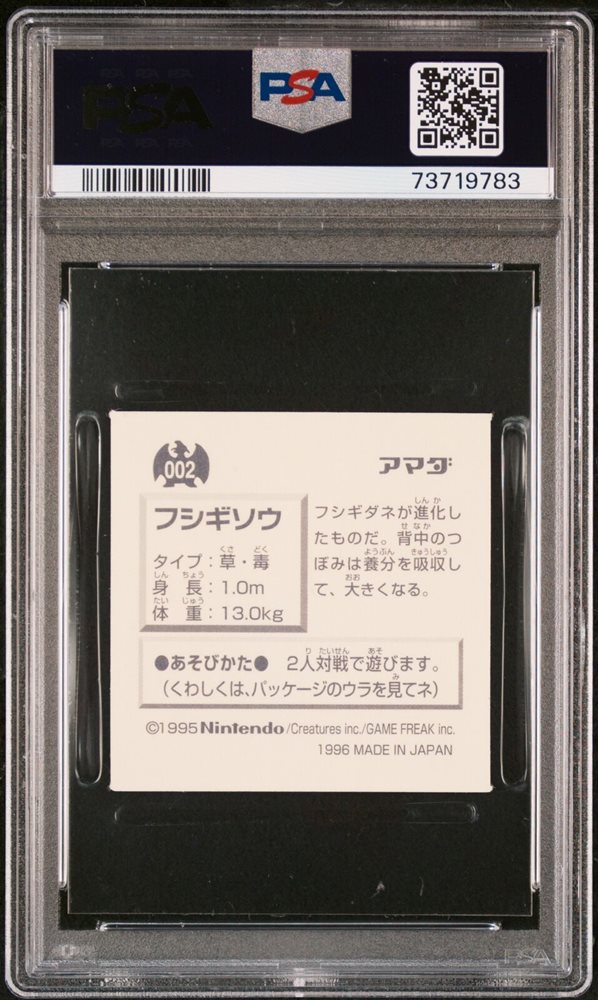 PSA
PSA
73719783
002
アマダ
フシギソウ
タイプ：草・毒
身長：1.0m
体重：13.0kg
フシギダネが進化し
たものだ。背中のつ
ぼみは養分を吸収し
て、大きくなる。
●あそびかた● 2人対戦で遊びます。
（くわしくは、パッケージのウラを見てネ）
©1995 Nintendo/Creatures inc./GAME FREAK inc.
1996 MADE IN JAPAN
PSA